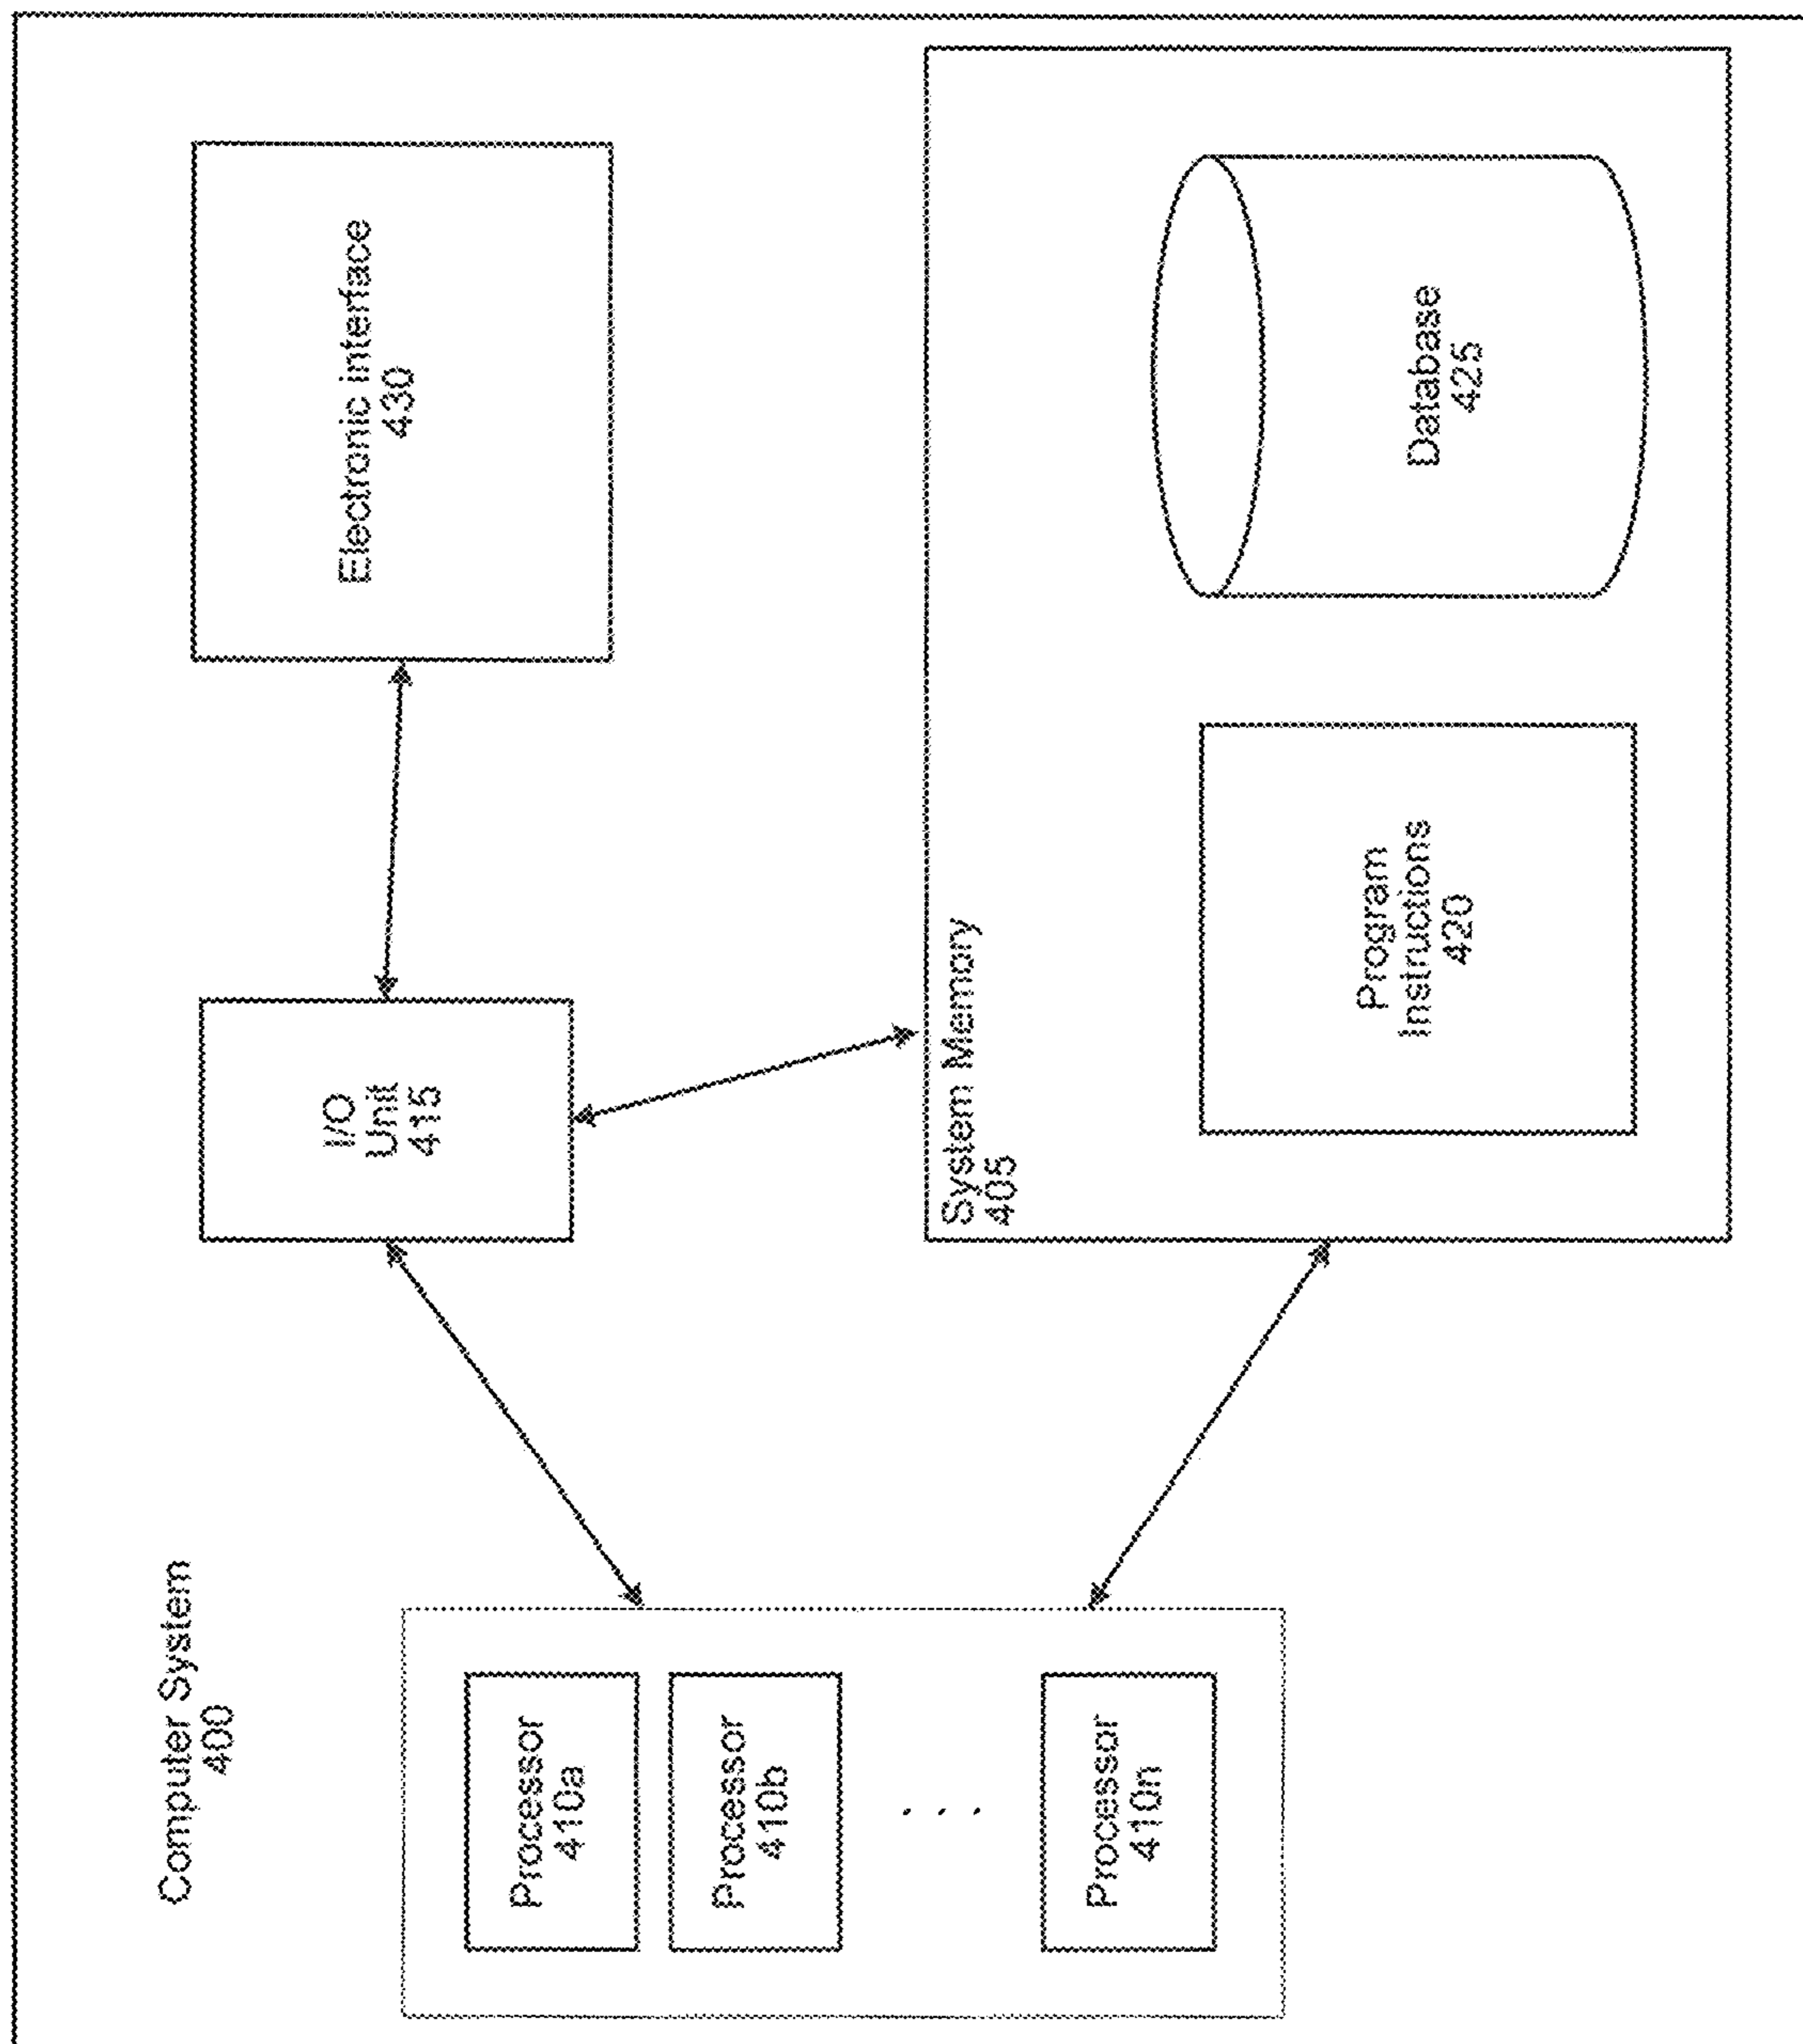 Computer System
400
Processor
410a
Processor
410b
. . .
Processor
410n
I/O
Unit
415
Electronic interface
430
System Memory
405
Program
Instructions
420
Database
425